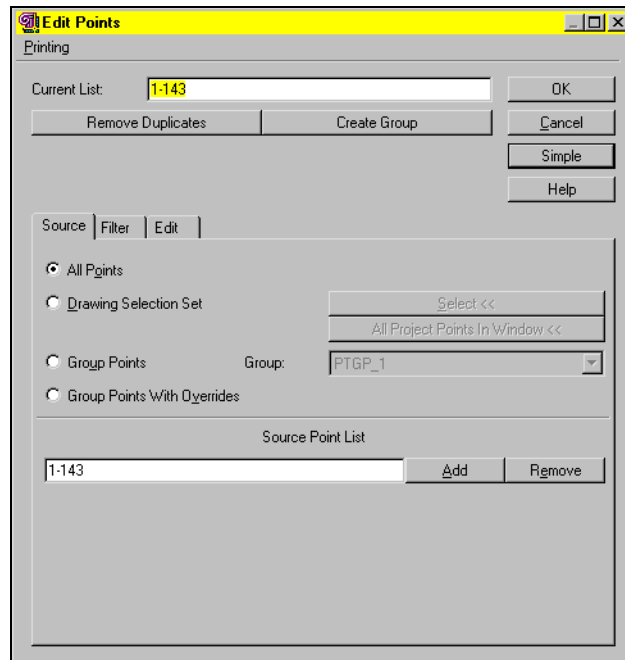 Edit Points
Printing
Current List: 1-143 OK
Remove Duplicates Create Group Cancel
Simple
Help
Source Filter Edit
All Points
Drawing Selection Set Select <<
All Project Points In Window <<
Group Points Group: PTGP_1
Group Points With Overrides
Source Point List
1-143 Add Remove